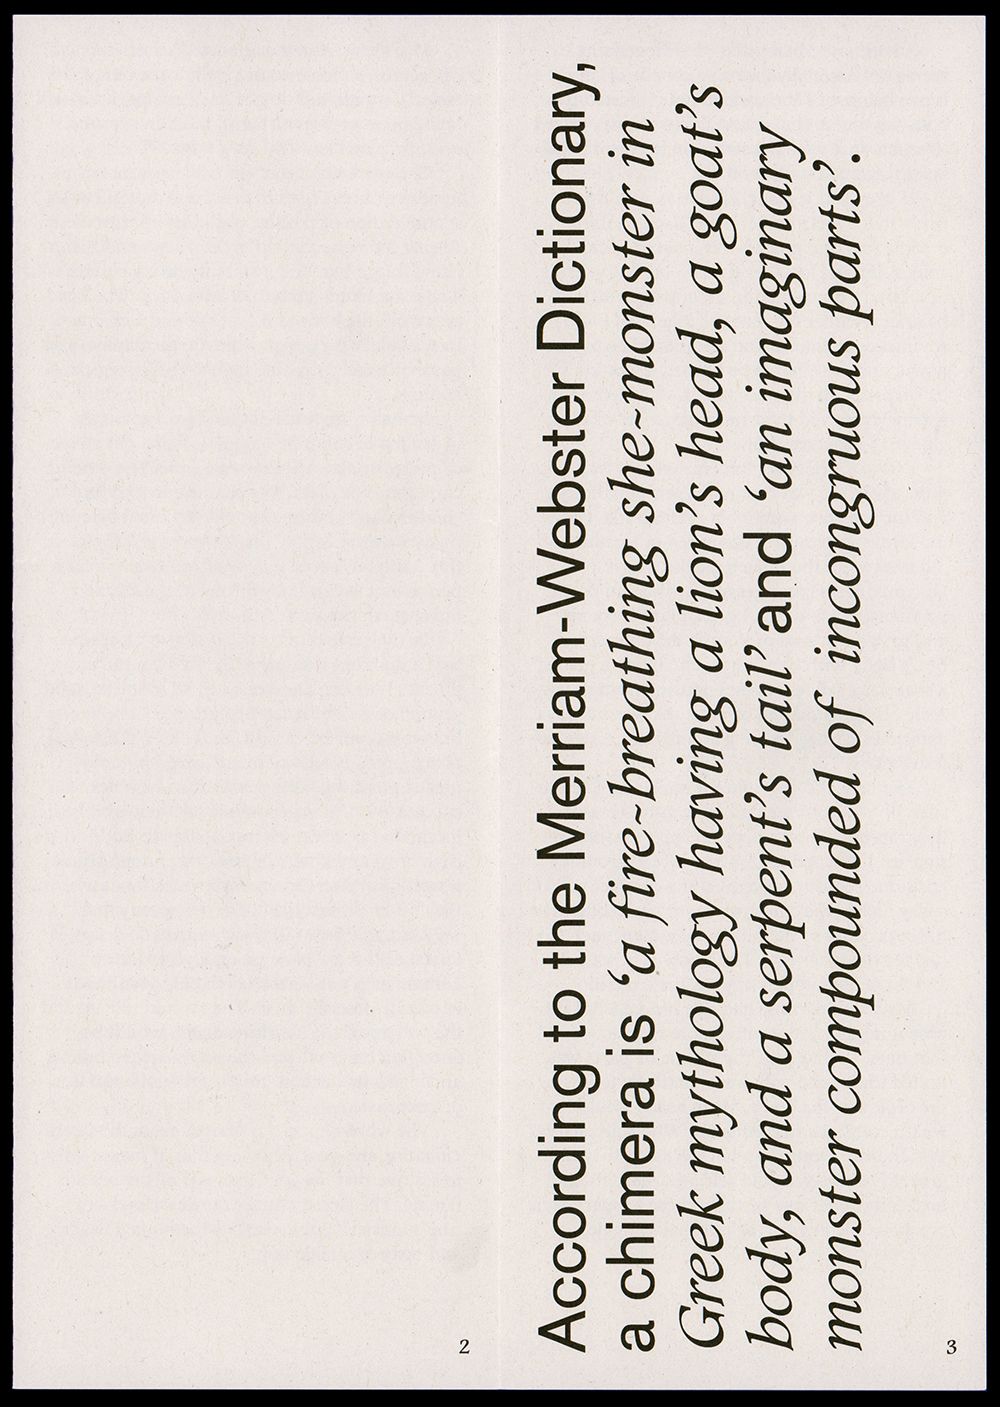 According to the Merriam-Webster Dictionary,
a chimera is ‘a fire-breathing she-monster in
Greek mythology having a lion’s head, a goat’s
body, and a serpent’s tail’ and ‘an imaginary
monster compounded of incongruous parts’.
2
3